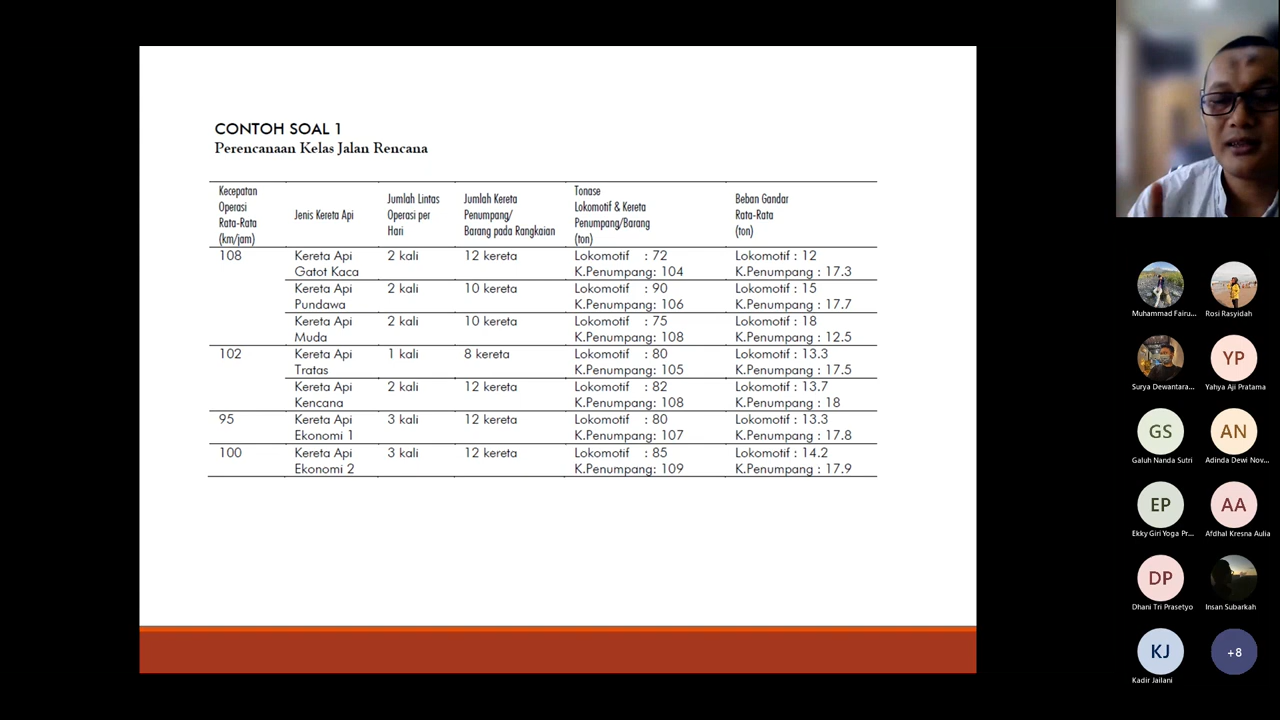 CONTOH SOAL 1
Perencanaan Kelas Jalan Rencana
Kecepatan
Operasi
Rata-Rata
(km/jam)
Jenis Kereta Api
Jumlah Lintas
Operasi per
Hari
Jumlah Kereta
Penumpang/
Barang pada Rangkaian
Tonase
Lokomotif & Kereta
Penumpang/Barang
(ton)
Beban Gandar
Rata-Rata
(ton)
108 Kereta Api 2 kali 12 kereta Lokomotif : 72 Lokomotif : 12
Gatot Kaca K.Penumpang: 104 K.Penumpang : 17.3
Kereta Api 2 kali 10 kereta Lokomotif : 90 Lokomotif : 15
Pundawa K.Penumpang: 106 K.Penumpang : 17.7
Kereta Api 2 kali 10 kereta Lokomotif : 75 Lokomotif : 18
Muda K.Penumpang: 108 K.Penumpang : 12.5
102 Kereta Api 1 kali 8 kereta Lokomotif : 80 Lokomotif : 13.3
Tratas K.Penumpang: 105 K.Penumpang : 17.5
Kereta Api 2 kali 12 kereta Lokomotif : 82 Lokomotif : 13.7
Kencana K.Penumpang: 108 K.Penumpang : 18
95 Kereta Api 3 kali 12 kereta Lokomotif : 80 Lokomotif : 13.3
Ekonomi 1 K.Penumpang: 107 K.Penumpang : 17.8
100 Kereta Api 3 kali 12 kereta Lokomotif : 85 Lokomotif : 14.2
Ekonomi 2 K.Penumpang: 109 K.Penumpang : 17.9
Muhammad Fairu... Rosi Rasyidah
YP
Surya Dewantara... Yahya Aji Pratama
GS AN
Galuh Nanda Sutri Adinda Dewi Nov...
EP AA
Ekky Giri Yoga Pr... Afdhal Kresna Aulia
DP
Dhani Tri Prasetyo Insan Subarkah
KJ +8
Kadir Jailani